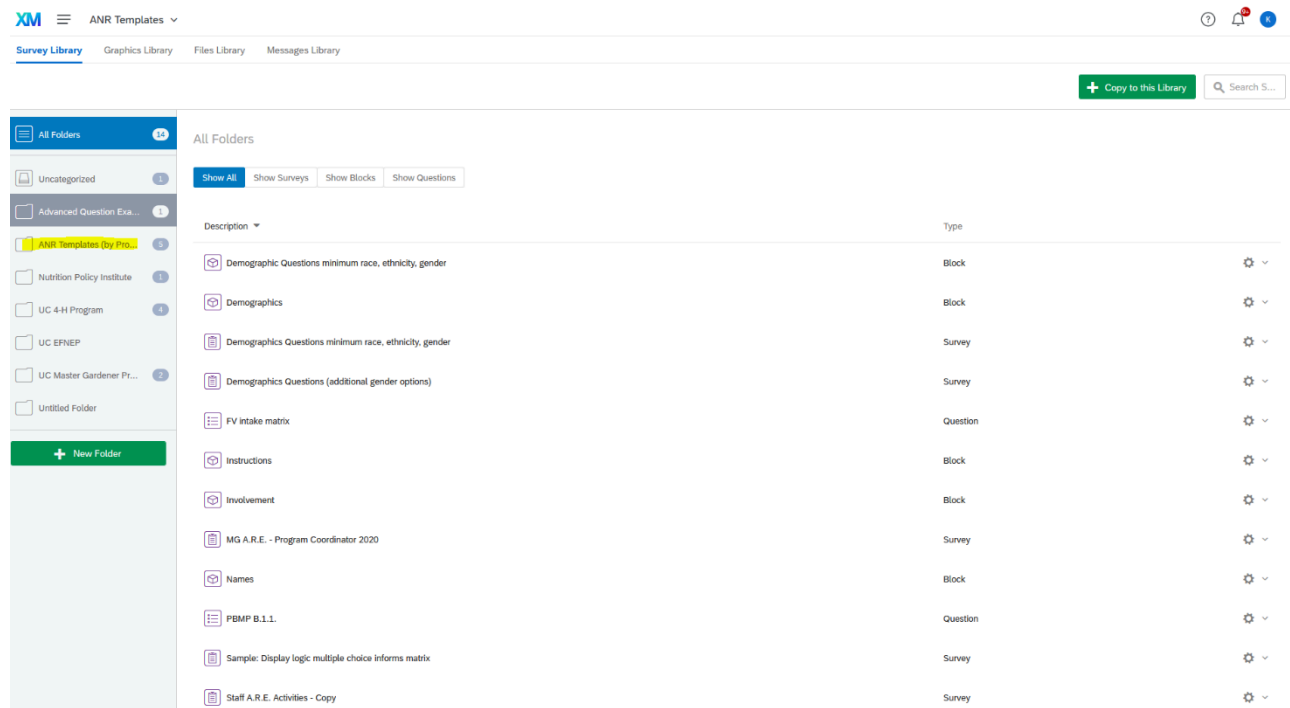 XM ANR Templates 9+ K
Survey Library Graphics Library Files Library Messages Library
Copy to this Library Search S...
All Folders 14
Uncategorized 1
Advanced Question Exa... 1
ANR Templates (by Pro... 5
Nutrition Policy Institute 1
UC 4-H Program 4
UC EFNEP
UC Master Gardener Pr... 2
Untitled Folder
New Folder
All Folders
Show All Show Surveys Show Blocks Show Questions
Description Type
Demographic Questions minimum race, ethnicity, gender Block
Demographics Block
Demographics Questions minimum race, ethnicity, gender Survey
Demographics Questions (additional gender options) Survey
FV intake matrix Question
Instructions Block
Involvement Block
MG A.R.E. - Program Coordinator 2020 Survey
Names Block
PBMP B.1.1. Question
Sample: Display logic multiple choice informs matrix Survey
Staff A.R.E. Activities - Copy Survey